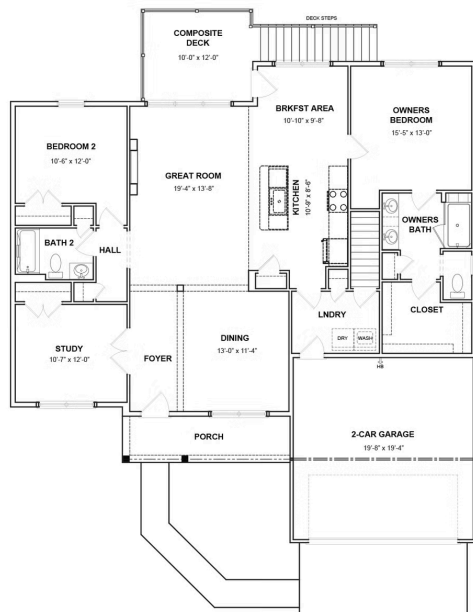 DECK STEPS
COMPOSITE
DECK
10'-0" x 12'-0"
BRKFST AREA
10'-10" x 9'-8"
OWNERS
BEDROOM
15'-5" x 13'-0"
BEDROOM 2
10'-6" x 12'-0"
GREAT ROOM
19'-4" x 13'-8"
KITCHEN
10'-9" x 8'-6"
OWNERS
BATH
BATH 2
HALL
CLOSET
LNDRY
DRY
WASH
STUDY
10'-7" x 12'-0"
FOYER
DINING
13'-0" x 11'-4"
HB
PORCH
2-CAR GARAGE
19'-8" x 19'-4"